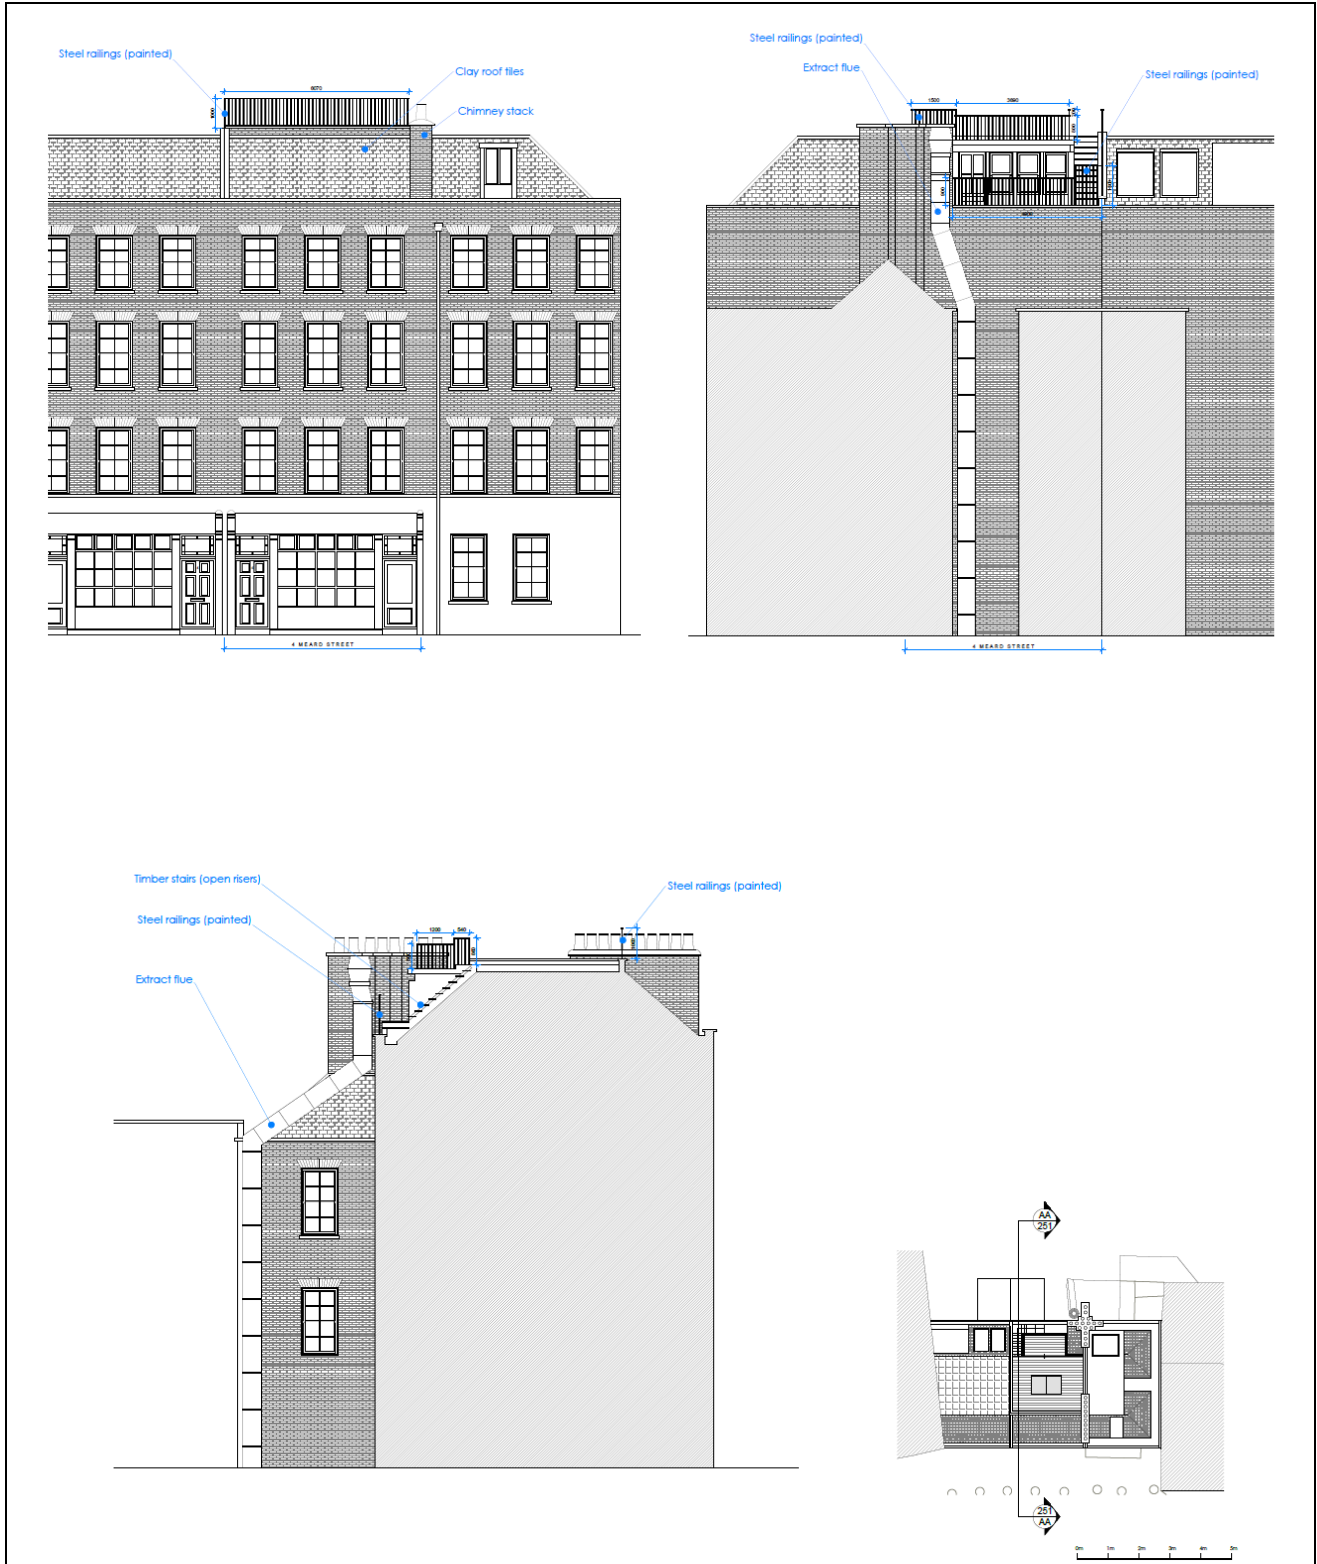 Steel railings (painted)
Clay roof tiles
Chimney stack
6070
4 MEARD STREET
Steel railings (painted)
Extract flue
Steel railings (painted)
1500
3690
4 MEARD STREET
Timber stairs (open risers)
Steel railings (painted)
Extract flue
Steel railings (painted)
1200
540
AA
251
251
AA
0m 1m 2m 3m 4m 5m